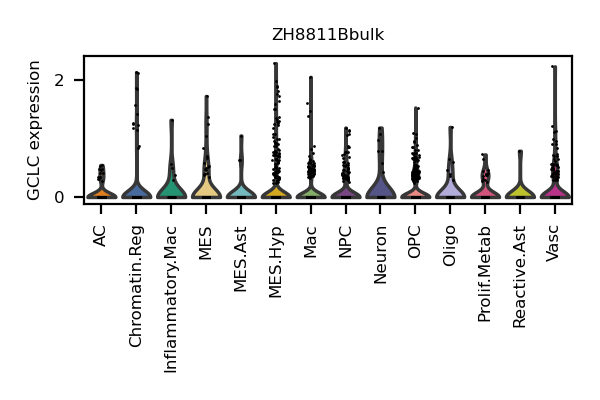 ZH8811Bbulk
GCLC expression
2
0
AC
Chromatin.Reg
Inflammatory.Mac
MES
MES.Ast
MES.Hyp
Mac
NPC
Neuron
OPC
Oligo
Prolif.Metab
Reactive.Ast
Vasc